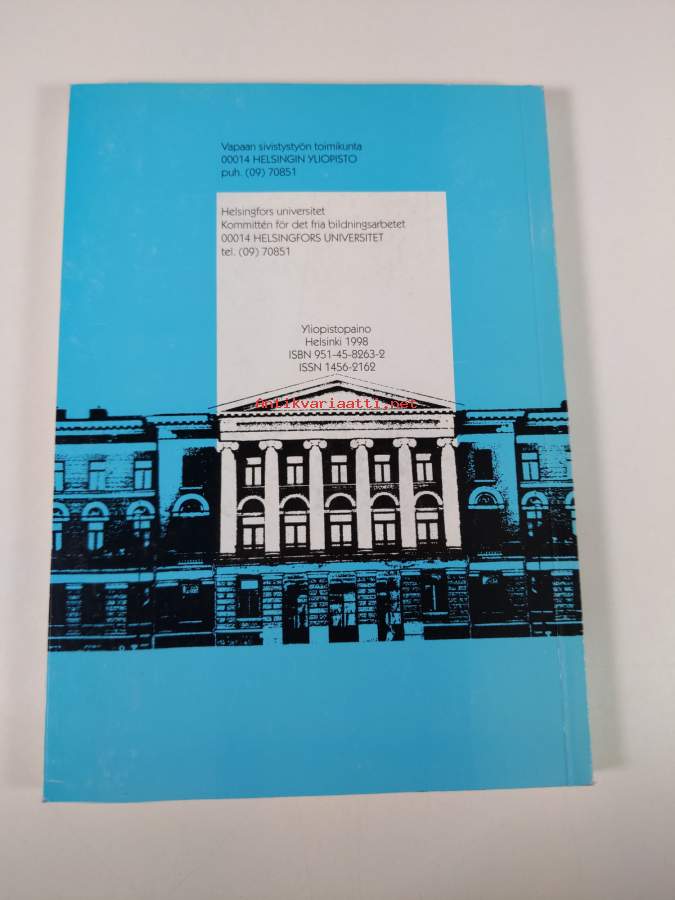 Vapaan sivistystyön toimikunta
00014 HELSINGIN YLIOPISTO
puh. (09) 70851
Helsingfors universitet
Kommittén för det fria bildningsarbetet
00014 HELSINGFORS UNIVERSITET
tel. (09) 70851
Yliopistopaino
Helsinki 1998
ISBN 951-45-8263-2
ISSN 1456-2162
antikvariaatti.net